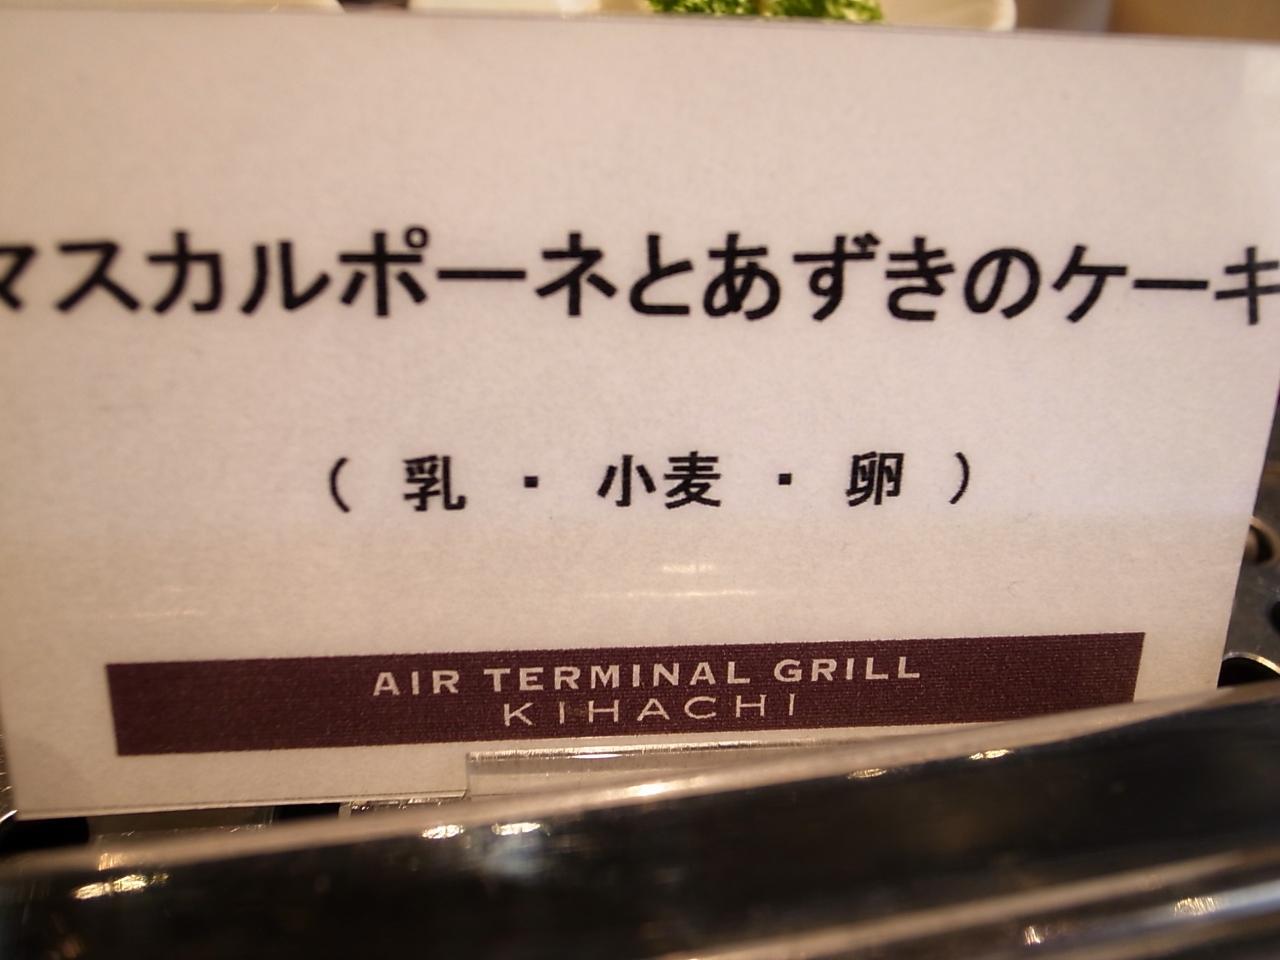 マスカルポーネとあずきのケーキ
（ 乳 ・ 小麦 ・ 卵 ）
AIR TERMINAL GRILL
KIHACHI